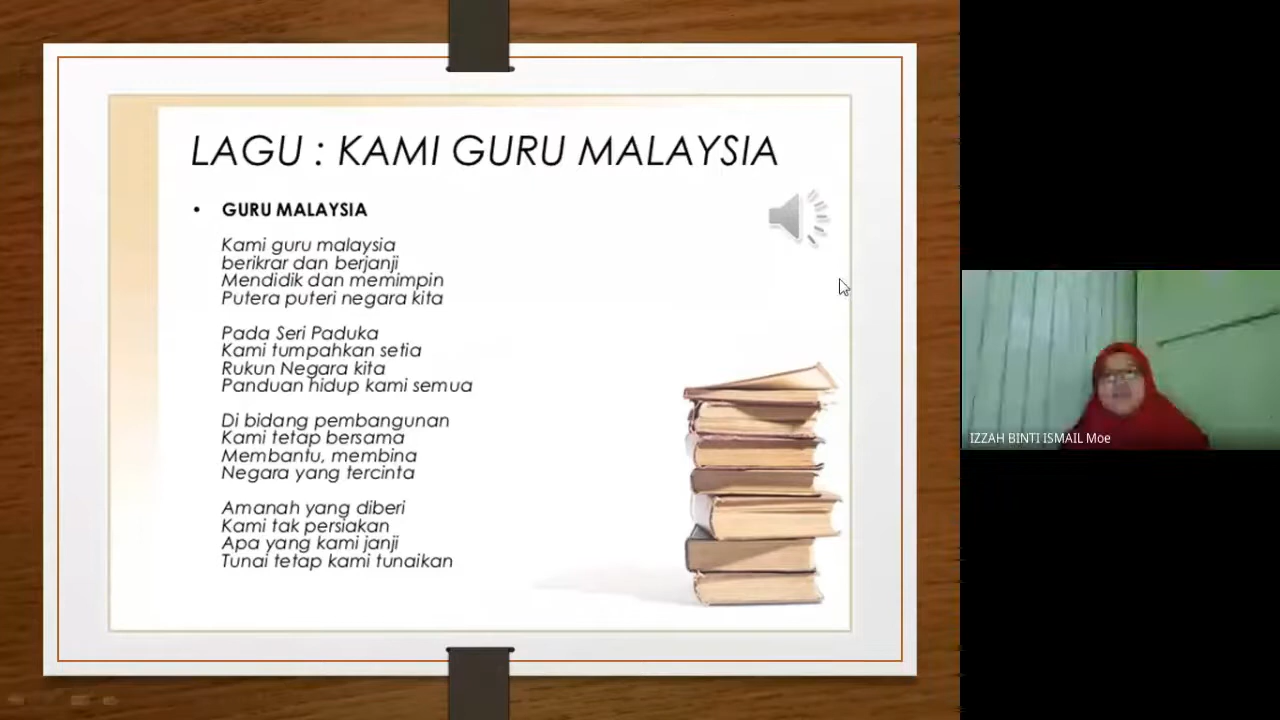 LAGU : KAMI GURU MALAYSIA
• GURU MALAYSIA
Kami guru malaysia
berikrar dan berjanji
Mendidik dan memimpin
Putera puteri negara kita
Pada Seri Paduka
Kami tumpahkan setia
Rukun Negara kita
Panduan hidup kami semua
Di bidang pembangunan
Kami tetap bersama
Membantu, membina
Negara yang tercinta
Amanah yang diberi
Kami tak persiakan
Apa yang kami janji
Tunai tetap kami tunaikan
IZZAH BINTI ISMAIL Moe